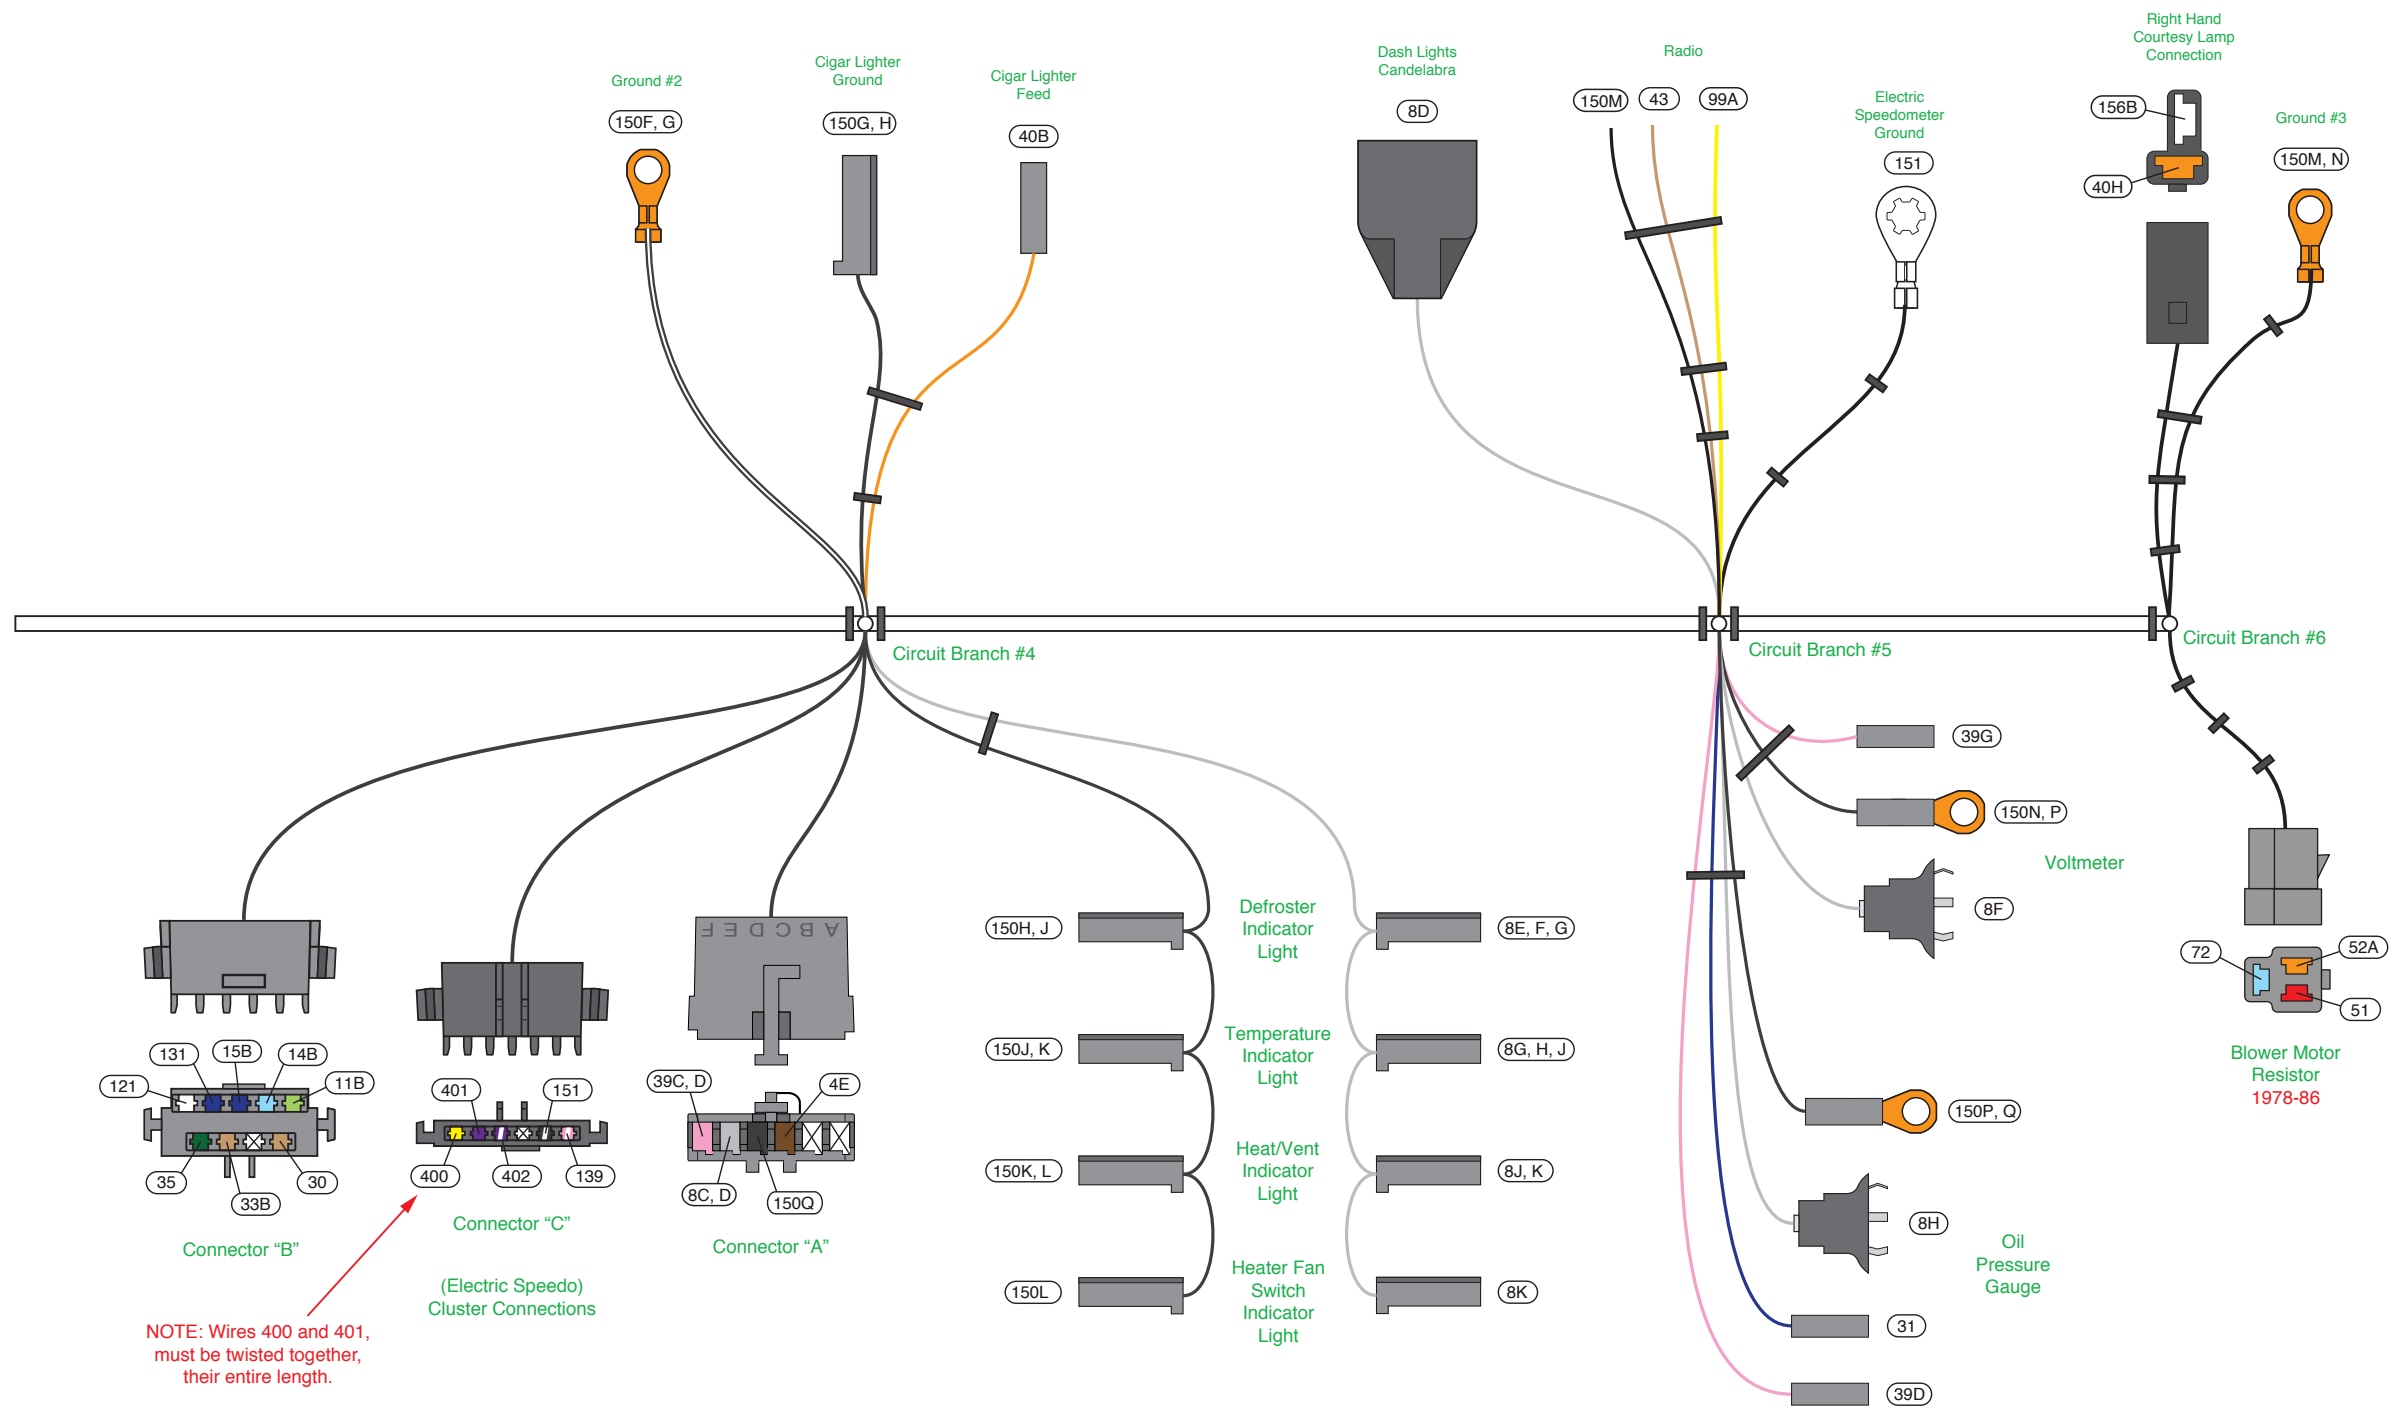 Ground #2
150F, G
Cigar Lighter
Ground
150G, H
Cigar Lighter
Feed
40B
Dash Lights
Candelabra
8D
Radio
150M
43
99A
Electric
Speedometer
Ground
151
Right Hand
Courtesy Lamp
Connection
156B
40H
Ground #3
150M, N
Circuit Branch #4
Circuit Branch #5
Circuit Branch #6
39G
150N, P
Voltmeter
8F
150P, Q
8H
Oil
Pressure
Gauge
31
39D
72
52A
51
Blower Motor
Resistor
1978-86
121
131
15B
14B
11B
35
33B
30
Connector “B”
401
151
400
402
139
Connector “C”
(Electric Speedo)
Cluster Connections
NOTE: Wires 400 and 401,
must be twisted together,
their entire length.
A B C D E F
39C, D
4E
8C, D
150Q
Connector “A”
150H, J
Defroster
Indicator
Light
8E, F, G
150J, K
Temperature
Indicator
Light
8G, H, J
150K, L
Heat/Vent
Indicator
Light
8J, K
150L
Heater Fan
Switch
Indicator
Light
8K